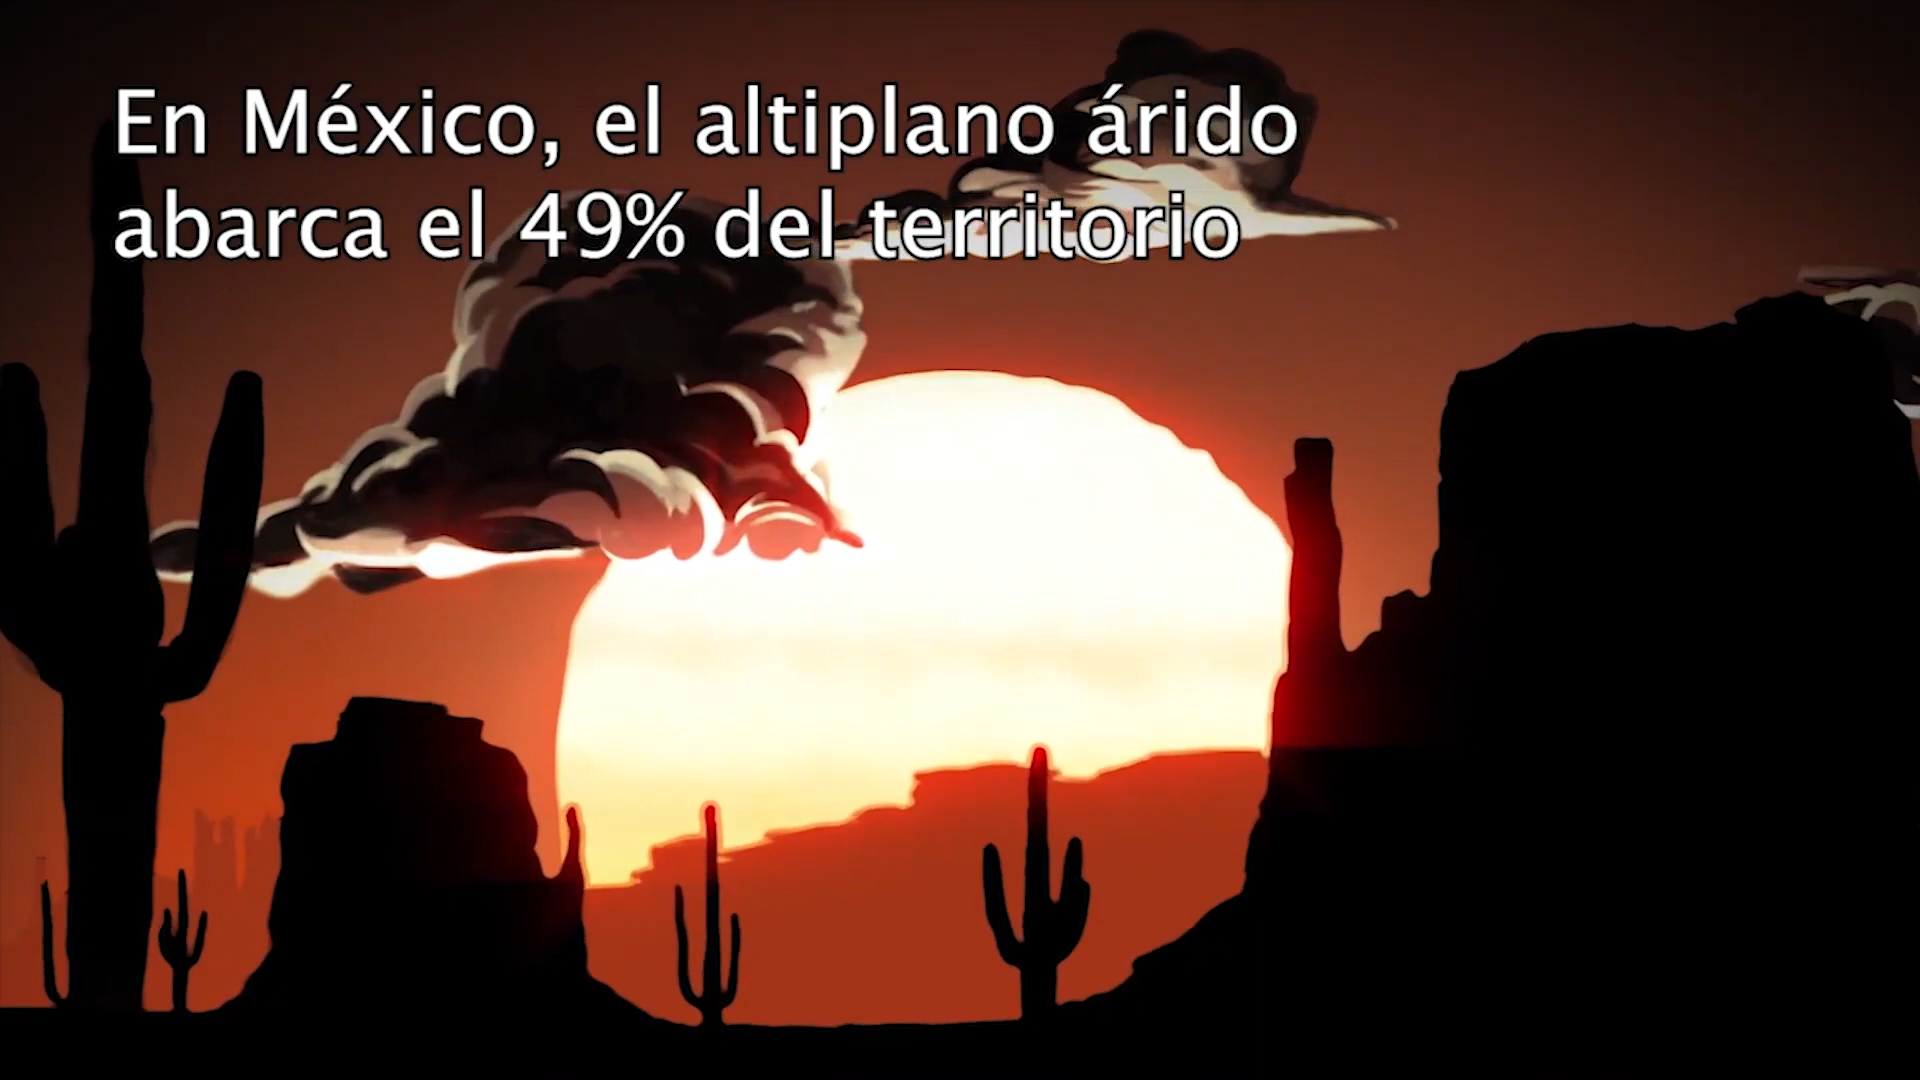 En México, el altiplano árido
abarca el 49% del territorio